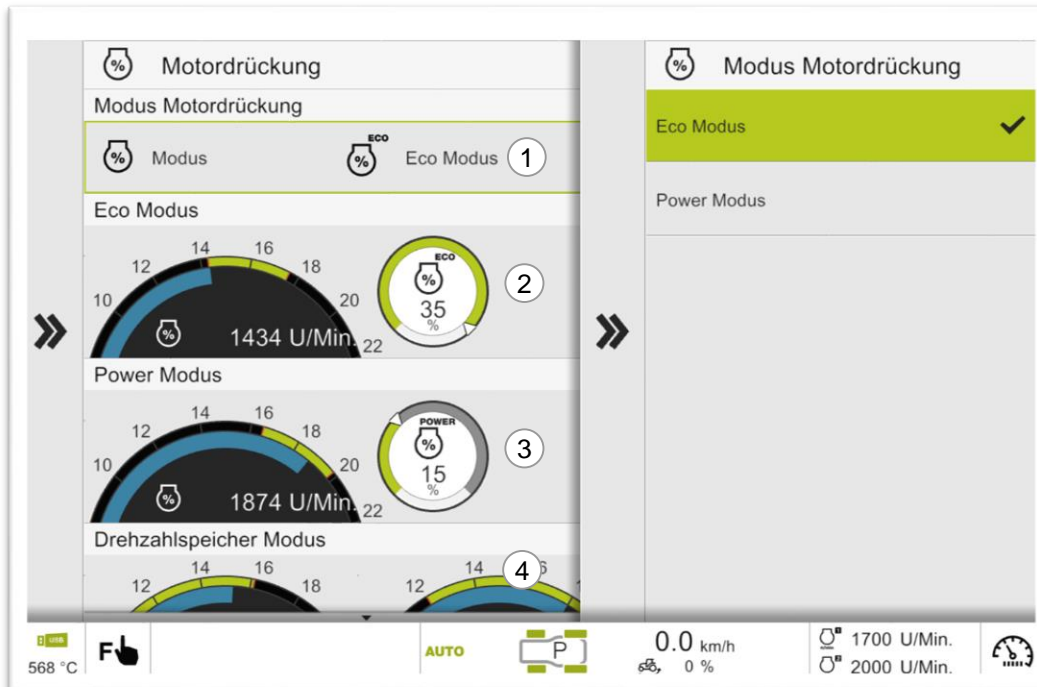 % Motordrückung
Modus Motordrückung
% Modus
ECO
% Eco Modus
1
Eco Modus
10 12 14 16 18 20 22
% 1434 U/Min.
ECO
%
35
%
2
Power Modus
10 12 14 16 18 20 22
% 1874 U/Min.
POWER
%
15
%
3
Drehzahlspeicher Modus
12 14 16 18
12 14
4
% Modus Motordrückung
Eco Modus
Power Modus
USB
568 °C
F
AUTO
P
0.0 km/h
0 %
1700 U/Min.
2000 U/Min.